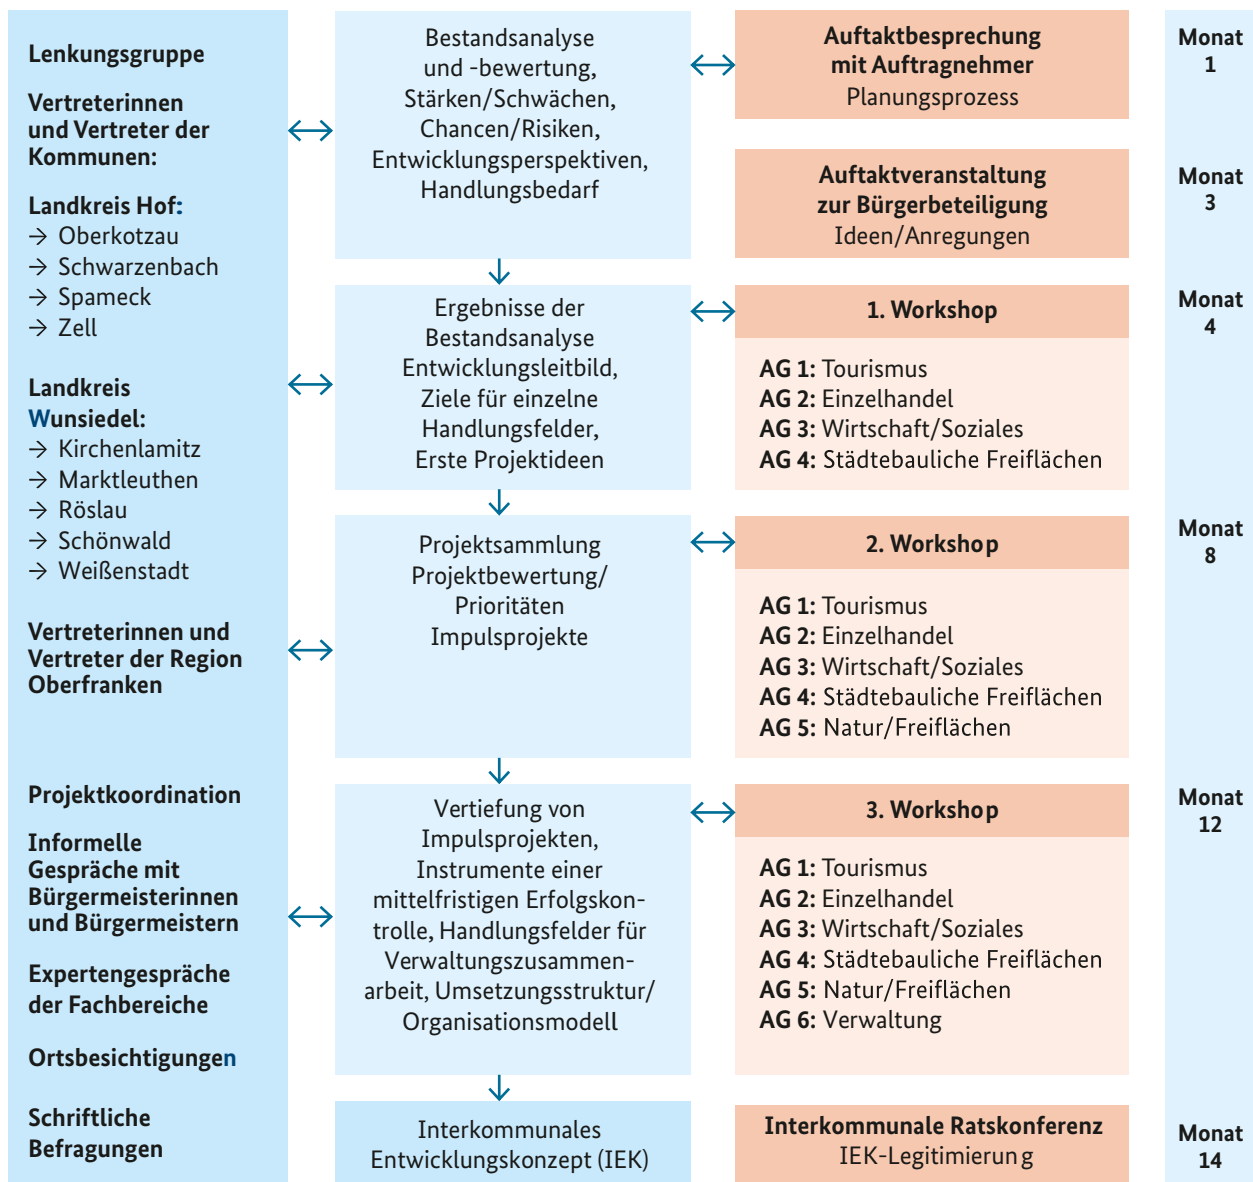 Lenkungsgruppe
Vertreterinnen
und Vertreter der
Kommunen:
Landkreis Hof:
→ Oberkotzau
→ Schwarzenbach
→ Spameck
→ Zell
Landkreis
Wunsiedel:
→ Kirchenlamitz
→ Marktleuthen
→ Röslau
→ Schönwald
→ Weißenstadt
Vertreterinnen und
Vertreter der Region
Oberfranken
Projektkoordination
Informelle
Gespräche mit
Bürgermeisterinnen
und Bürgermeistern
Expertengespräche
der Fachbereiche
Ortsbesichtigungen
Schriftliche
Befragungen
Bestandsanalyse
und -bewertung,
Stärken/Schwächen,
Chancen/Risiken,
Entwicklungsperspektiven,
Handlungsbedarf
Ergebnisse der
Bestandsanalyse
Entwicklungsleitbild,
Ziele für einzelne
Handlungsfelder,
Erste Projektideen
Projektsammlung
Projektbewertung/
Prioritäten
Impulsprojekte
Vertiefung von
Impulsprojekten,
Instrumente einer
mittelfristigen Erfolgskon-
trolle, Handlungsfelder für
Verwaltungszusammen-
arbeit, Umsetzungsstruktur/
Organisationsmodell
Interkommunales
Entwicklungskonzept (IEK)
Auftaktbesprechung
mit Auftragnehmer
Planungsprozess
Auftaktveranstaltung
zur Bürgerbeteiligung
Ideen/Anregungen
1. Workshop
AG 1: Tourismus
AG 2: Einzelhandel
AG 3: Wirtschaft/Soziales
AG 4: Städtebauliche Freiflächen
2. Workshop
AG 1: Tourismus
AG 2: Einzelhandel
AG 3: Wirtschaft/Soziales
AG 4: Städtebauliche Freiflächen
AG 5: Natur/Freiflächen
3. Workshop
AG 1: Tourismus
AG 2: Einzelhandel
AG 3: Wirtschaft/Soziales
AG 4: Städtebauliche Freiflächen
AG 5: Natur/Freiflächen
AG 6: Verwaltung
Interkommunale Ratskonferenz
IEK-Legitimierung
Monat
1
Monat
3
Monat
4
Monat
8
Monat
12
Monat
14